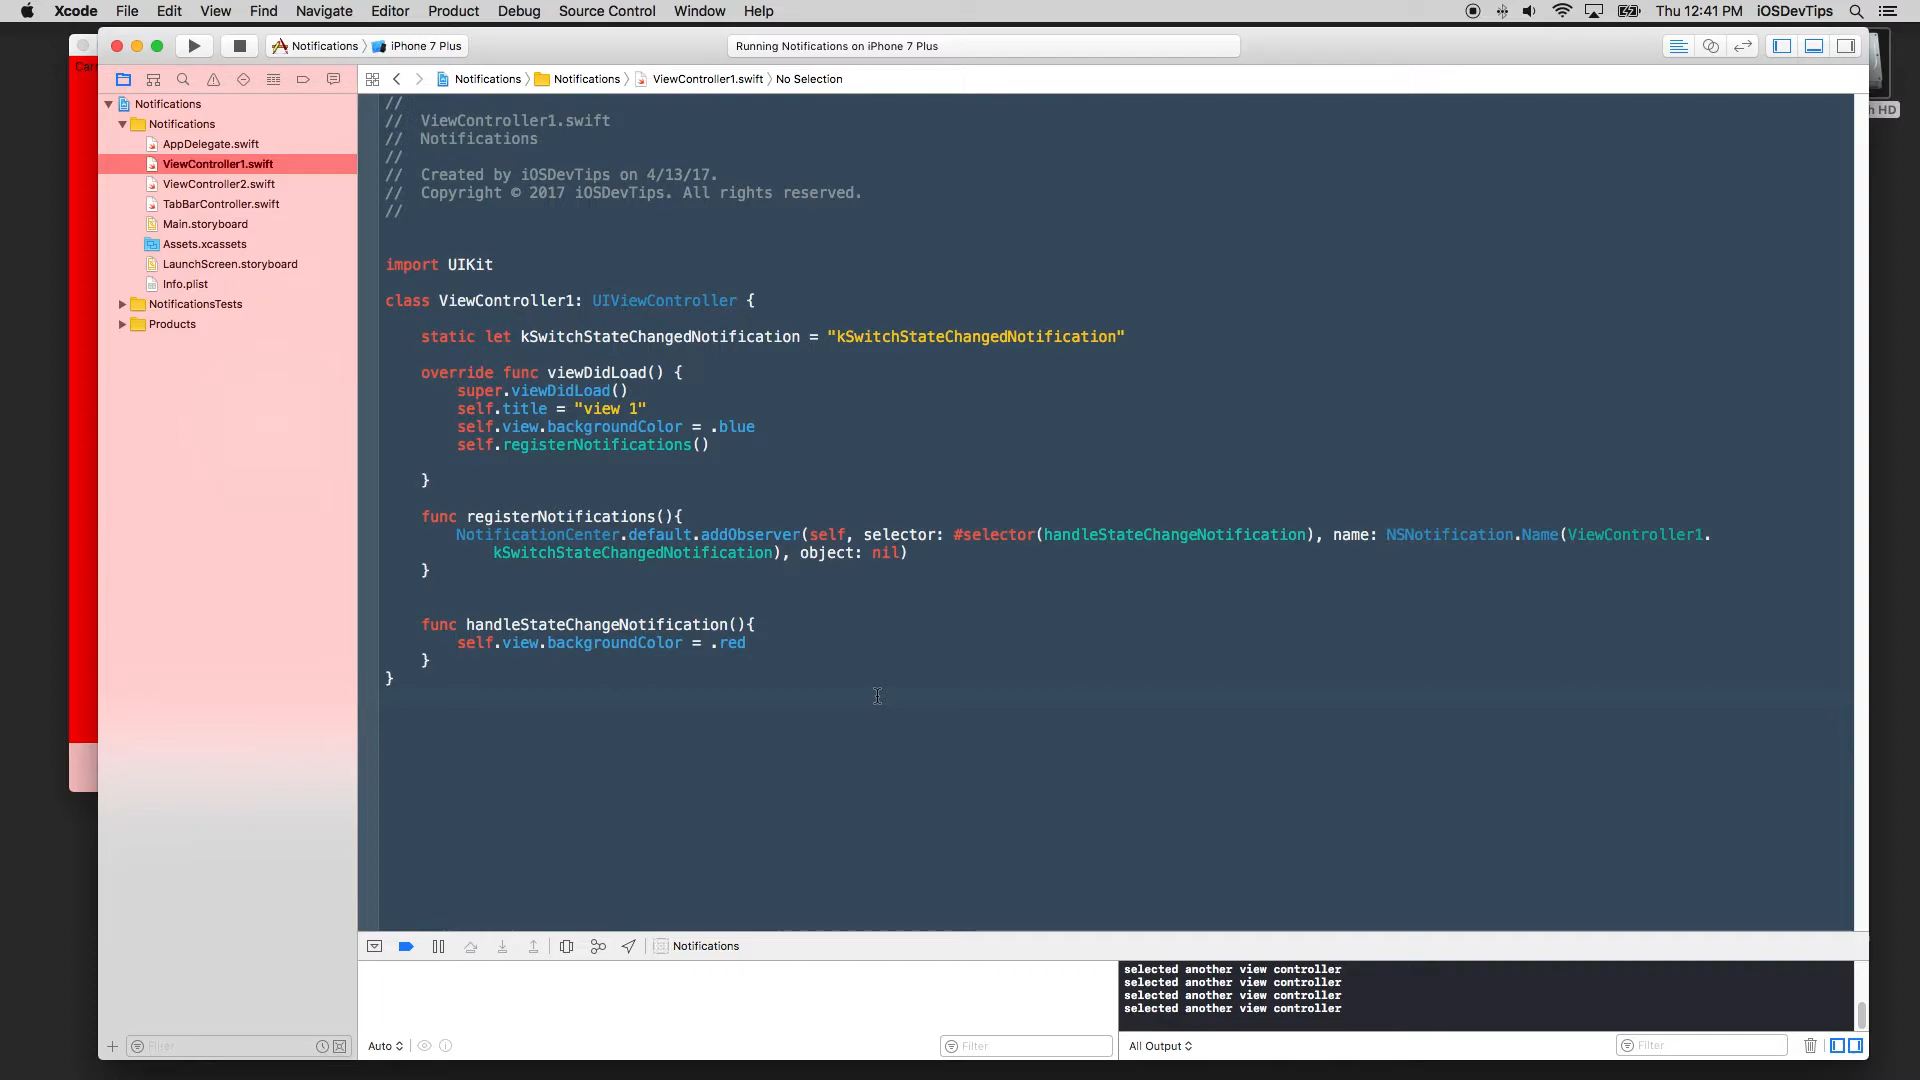 Xcode File Edit View Find Navigate Editor Product Debug Source Control Window Help Thu 12:41 PM iOSDevTips
Notifications iPhone 7 Plus Running Notifications on iPhone 7 Plus
Notifications Notifications ViewController1.swift No Selection
h HD
Notifications
Notifications
AppDelegate.swift
ViewController1.swift
ViewController2.swift
TabBarController.swift
Main.storyboard
Assets.xcassets
LaunchScreen.storyboard
Info.plist
NotificationsTests
Products
//
// ViewController1.swift
// Notifications
//
// Created by iOSDevTips on 4/13/17.
// Copyright © 2017 iOSDevTips. All rights reserved.
//
import UIKit
class ViewController1: UIViewController {
static let kSwitchStateChangedNotification = "kSwitchStateChangedNotification"
override func viewDidLoad() {
super.viewDidLoad()
self.title = "view 1"
self.view.backgroundColor = .blue
self.registerNotifications()
}
func registerNotifications(){
NotificationCenter.default.addObserver(self, selector: #selector(handleStateChangeNotification), name: NSNotification.Name(ViewController1.
kSwitchStateChangedNotification), object: nil)
}
func handleStateChangeNotification(){
self.view.backgroundColor = .red
}
}
Notifications
selected another view controller
selected another view controller
selected another view controller
selected another view controller
Filter
Auto
Filter
All Output
Filter